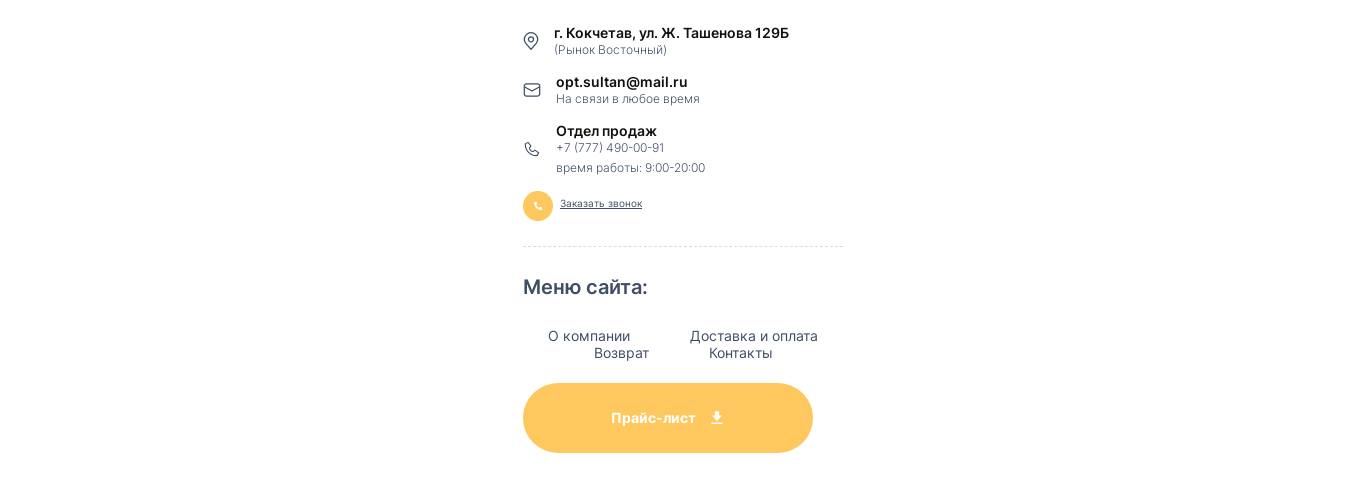 г. Кокчетав, ул. Ж. Ташенова 129Б
(Рынок Восточный)
opt.sultan@mail.ru
На связи в любое время
Отдел продаж
+7 (777) 490-00-91
время работы: 9:00-20:00
Заказать звонок
Меню сайта:
О компании Доставка и оплата
Возврат Контакты
Прайс-лист